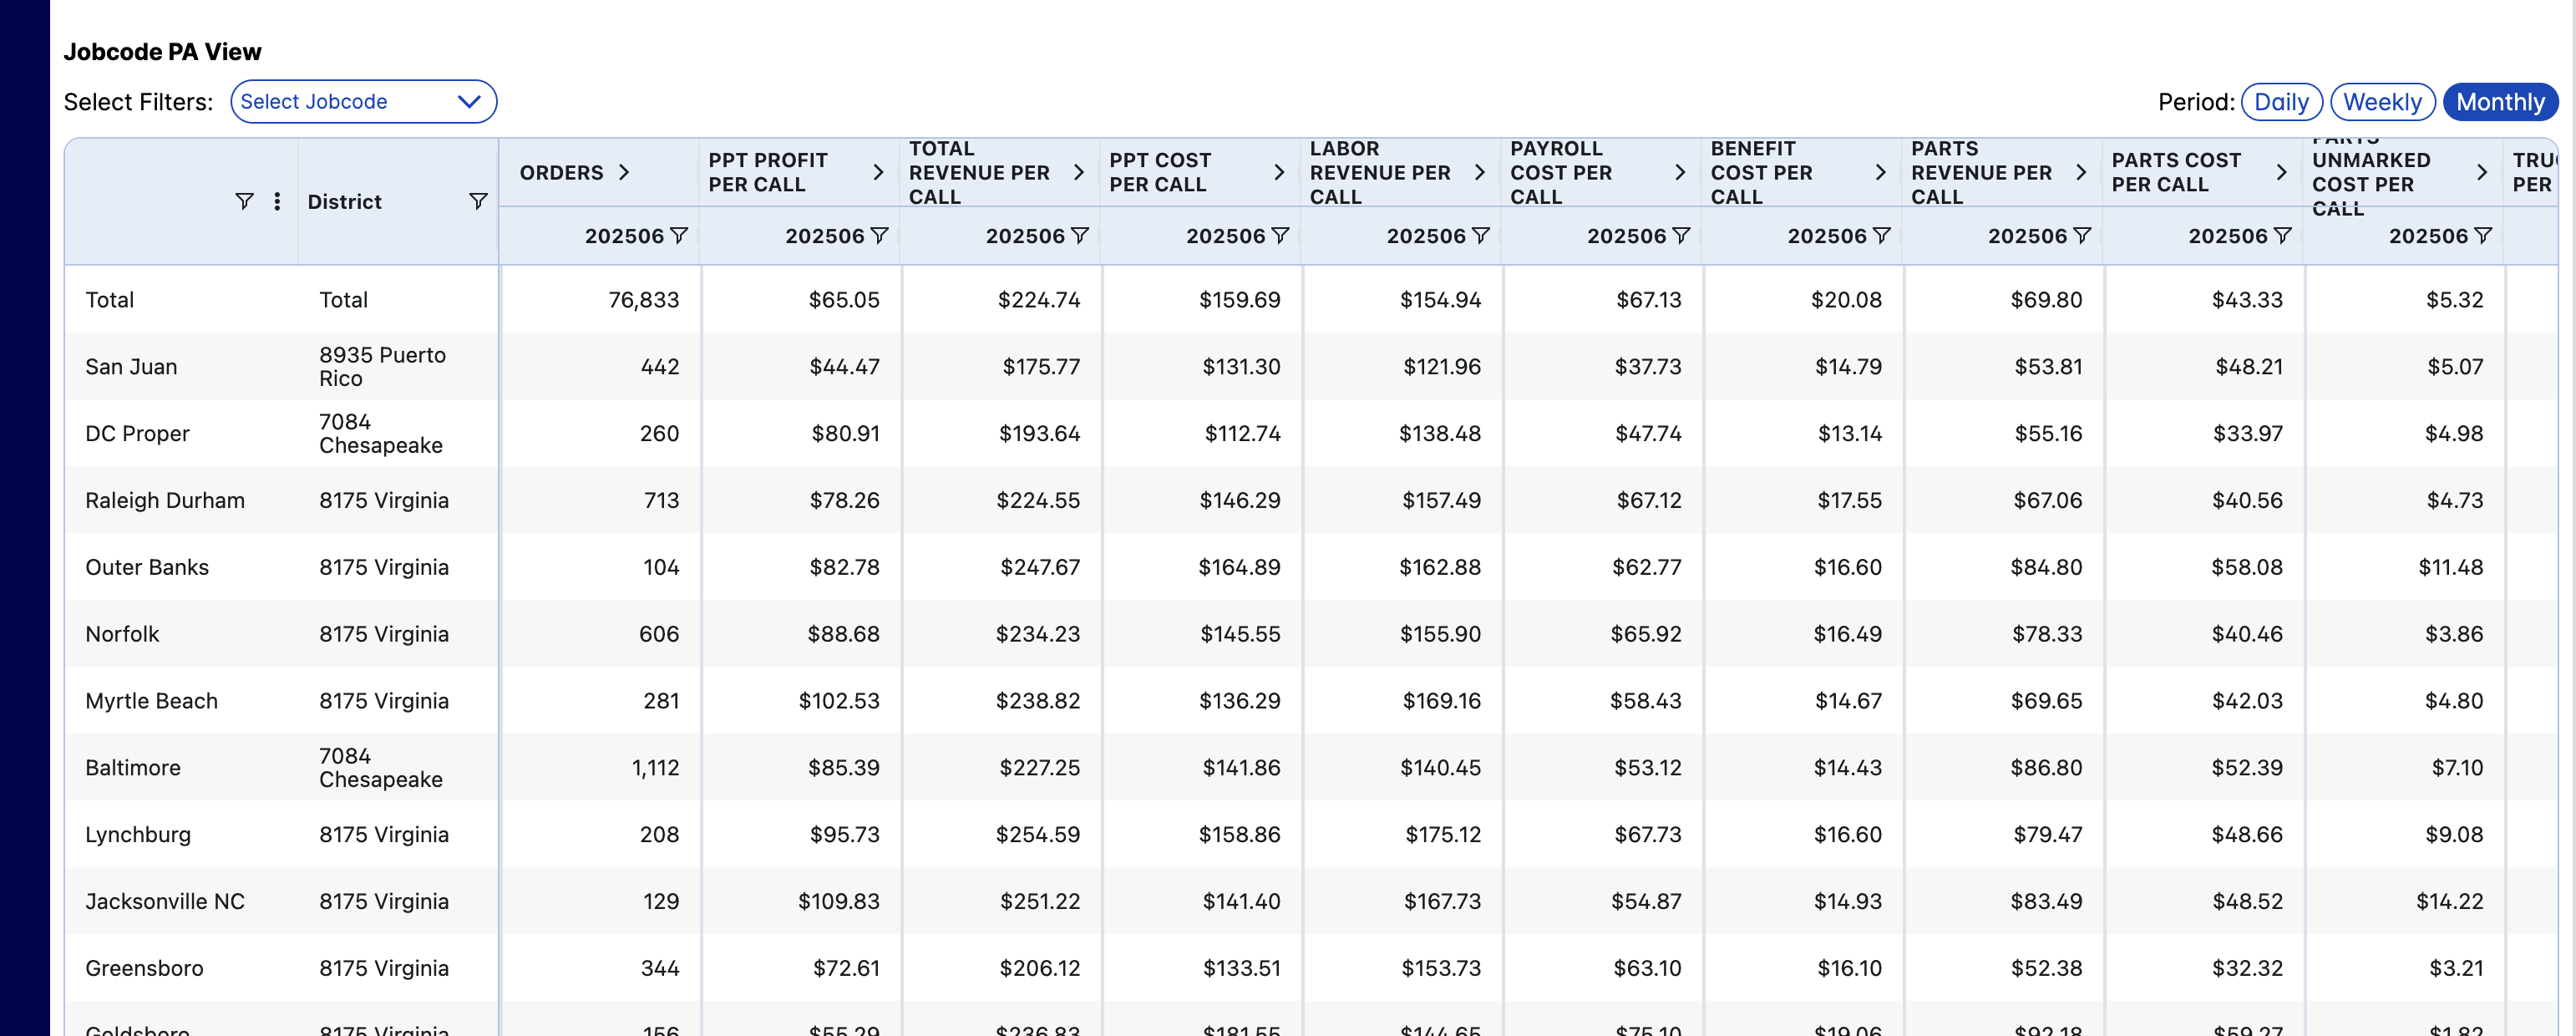 Jobcode PA View
Select Filters: Select Jobcode Period: Daily Weekly Monthly
District ORDERS PPT PROFIT PER CALL TOTAL REVENUE PER CALL PPT COST PER CALL LABOR REVENUE PER CALL PAYROLL COST PER CALL BENEFIT COST PER CALL PARTS REVENUE PER CALL PARTS COST PER CALL PARTS UNMARKED COST PER CALL PER
202506 202506 202506 202506 202506 202506 202506 202506 202506 202506
Total Total 76,833 $65.05 $224.74 $159.69 $154.94 $67.13 $20.08 $69.80 $43.33 $5.32
San Juan 8935 Puerto Rico 442 $44.47 $175.77 $131.30 $121.96 $37.73 $14.79 $53.81 $48.21 $5.07
DC Proper 7084 Chesapeake 260 $80.91 $193.64 $112.74 $138.48 $47.74 $13.14 $55.16 $33.97 $4.98
Raleigh Durham 8175 Virginia 713 $78.26 $224.55 $146.29 $157.49 $67.12 $17.55 $67.06 $40.56 $4.73
Outer Banks 8175 Virginia 104 $82.78 $247.67 $164.89 $162.88 $62.77 $16.60 $84.80 $58.08 $11.48
Norfolk 8175 Virginia 606 $88.68 $234.23 $145.55 $155.90 $65.92 $16.49 $78.33 $40.46 $3.86
Myrtle Beach 8175 Virginia 281 $102.53 $238.82 $136.29 $169.16 $58.43 $14.67 $69.65 $42.03 $4.80
Baltimore 7084 Chesapeake 1,112 $85.39 $227.25 $141.86 $140.45 $53.12 $14.43 $86.80 $52.39 $7.10
Lynchburg 8175 Virginia 208 $95.73 $254.59 $158.86 $175.12 $67.73 $16.60 $79.47 $48.66 $9.08
Jacksonville NC 8175 Virginia 129 $109.83 $251.22 $141.40 $167.73 $54.87 $14.93 $83.49 $48.52 $14.22
Greensboro 8175 Virginia 344 $72.61 $206.12 $133.51 $153.73 $63.10 $16.10 $52.38 $32.32 $3.21
Goldsboro 8175 Virginia 156 $55.29 $236.83 $181.55 $144.65 $75.10 $19.06 $92.18 $59.27 $1.82